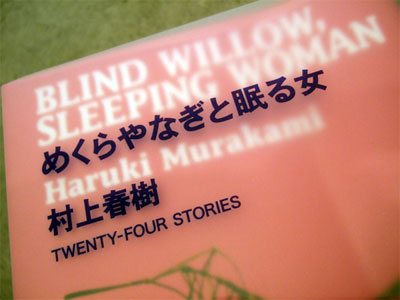 BLIND WILLOW,
SLEEPING WOMAN
めくらやなぎと眠る女
Haruki Murakami
村上春樹
TWENTY-FOUR STORIES